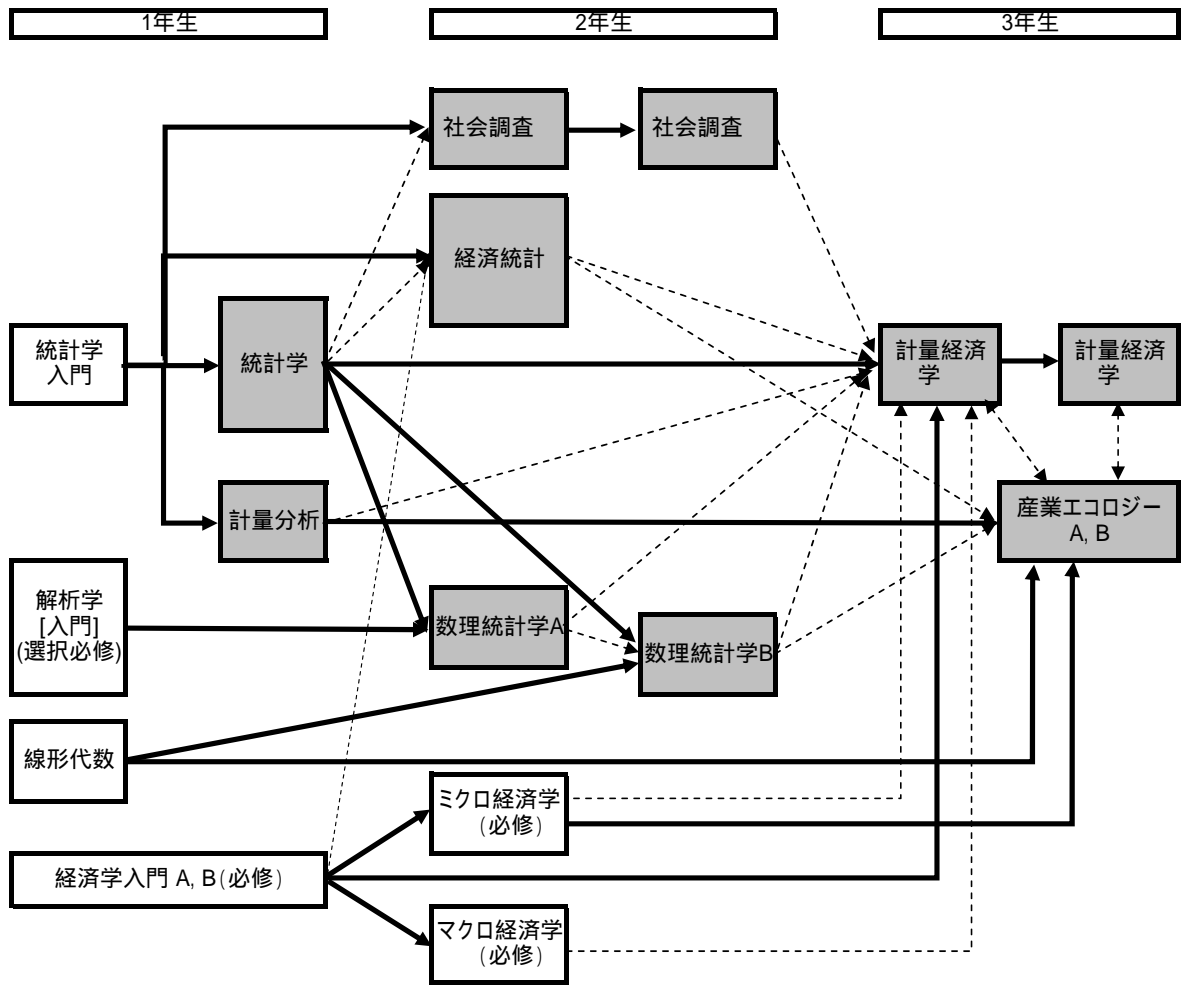 1年生
2年生
3年生
社会調査
社会調査
経済統計
統計学
入門
統計学
計量経済
学
計量経済
学
計量分析
産業エコロジー
A, B
解析学
[入門]
(選択必修)
数理統計学A
数理統計学B
線形代数
ミクロ経済学
(必修)
経済学入門 A, B(必修)
マクロ経済学
(必修)